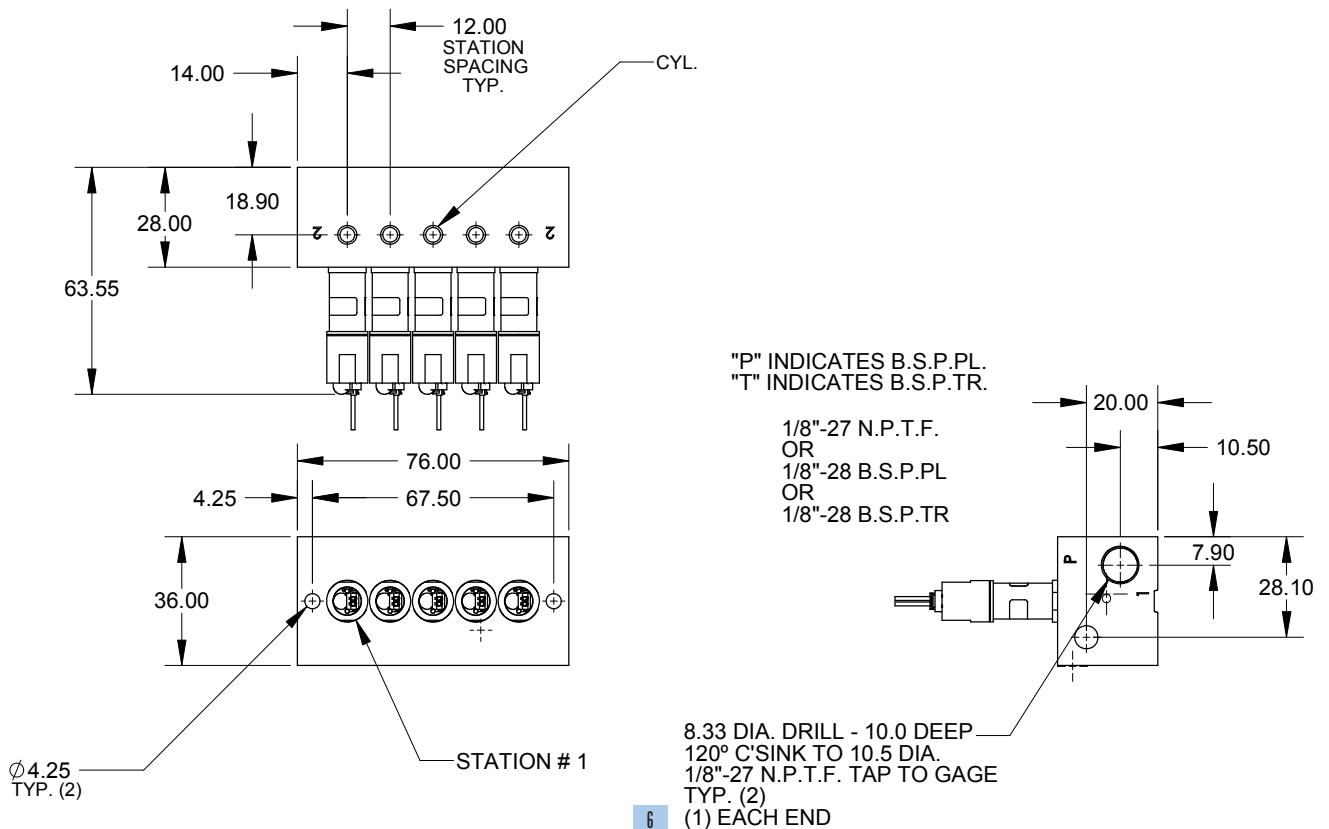 12.00
STATION
SPACING
TYP.
14.00
CYL.
18.90
28.00
63.55
2
2
"P" INDICATES B.S.P.PL.
"T" INDICATES B.S.P.TR.
1/8"-27 N.P.T.F.
OR
1/8"-28 B.S.P.PL
OR
1/8"-28 B.S.P.TR
20.00
10.50
7.90
28.10
P
1
76.00
4.25
67.50
36.00
Ø4.25
TYP. (2)
STATION # 1
8.33 DIA. DRILL - 10.0 DEEP
120º C'SINK TO 10.5 DIA.
1/8"-27 N.P.T.F. TAP TO GAGE
TYP. (2)
(1) EACH END
6